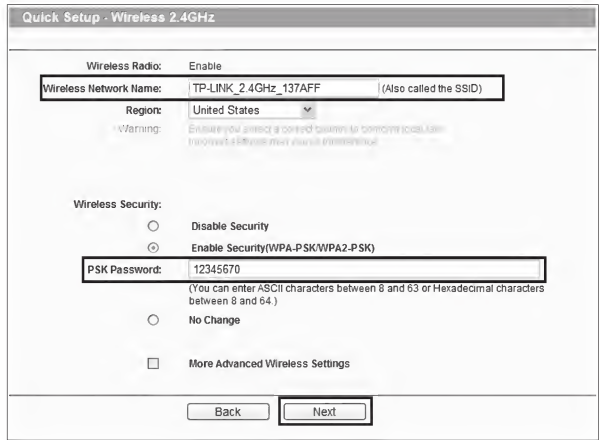 Quick Setup - Wireless 2.4GHz
Wireless Radio: Enable
Wireless Network Name: TP-LINK_2.4GHz_137AFF (Also called the SSID)
Region: United States
Warning:
Wireless Security:
Disable Security
Enable Security(WPA-PSK/WPA2-PSK)
PSK Password: 12345670
(You can enter ASCII characters between 8 and 63 or Hexadecimal characters
between 8 and 64.)
No Change
More Advanced Wireless Settings
Back Next